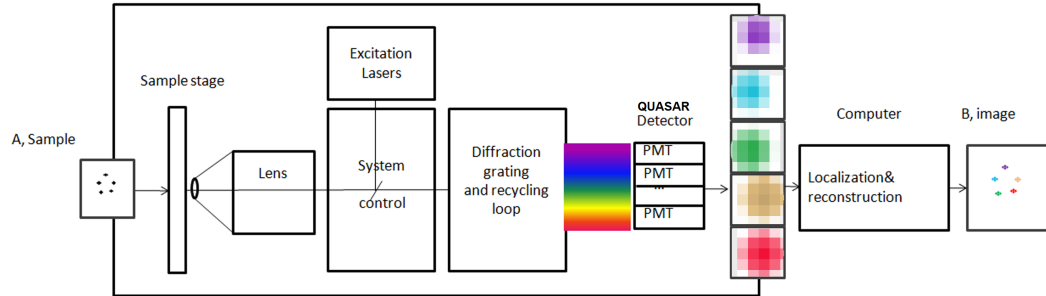 A, Sample
Sample stage
Lens
Excitation
Lasers
System
control
Diffraction
grating
and recycling
loop
QUASAR
Detector
PMT
PMT
...
PMT
Computer
Localization&
reconstruction
B, image